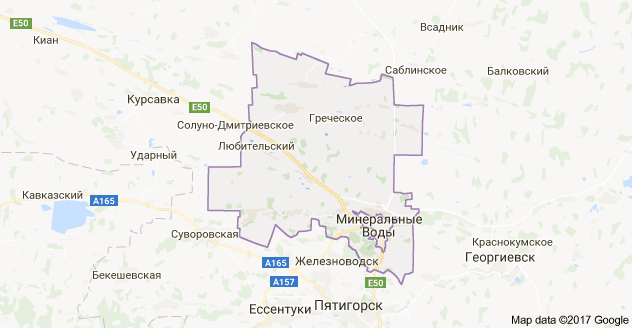 E50
Киан
Всадник
Саблинское
Балковский
Курсавка
E50
Греческое
Солуно-Дмитриевское
Любительский
Ударный
Кавказский
A165
Минеральные
Воды
Суворовская
Краснокумское
Железноводск
A165
Георгиевск
Бекешевская
A157
E50
Ессентуки
Пятигорск
Map data ©2017 Google